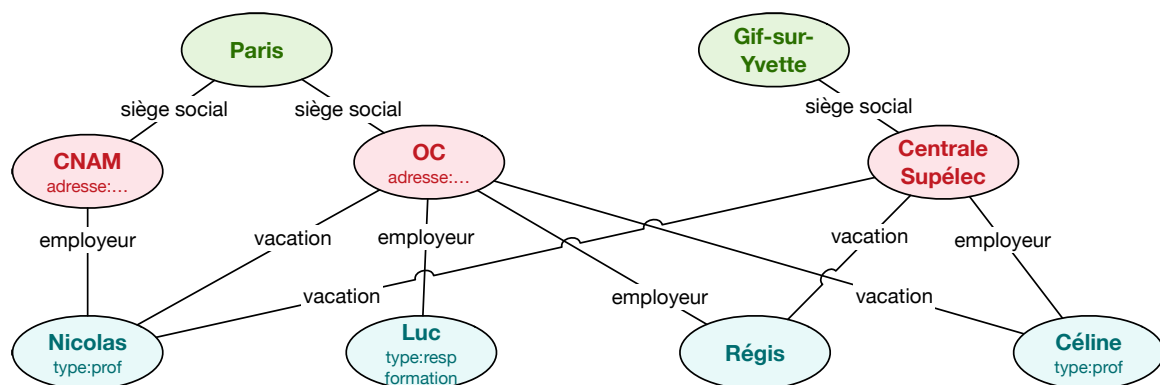 Paris
Gif-sur-
Yvette
siège social
siège social
siège social
CNAM
adresse:...
OC
adresse:...
Centrale
Supélec
employeur
vacation
employeur
vacation
employeur
vacation
employeur
vacation
Nicolas
type:prof
Luc
type:resp
formation
Régis
Céline
type:prof